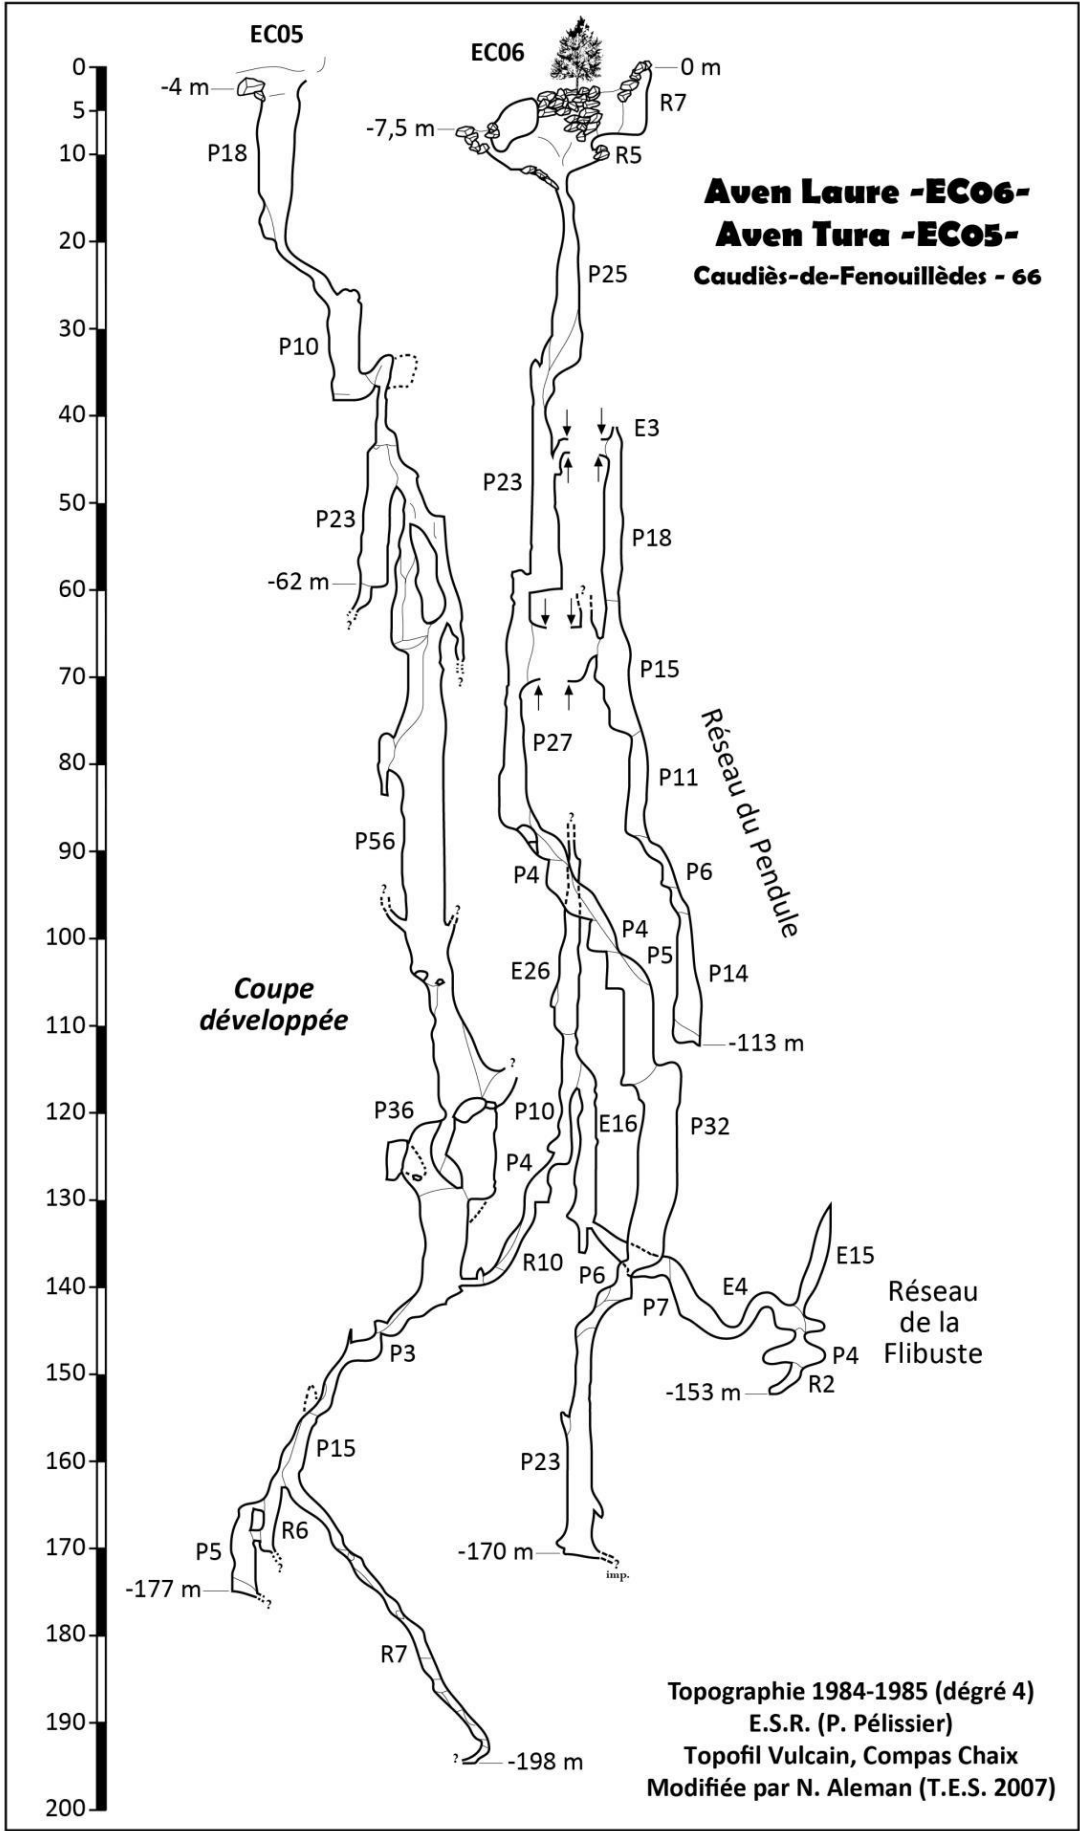 EC05
EC06
0 m
-4 m
R7
-7,5 m
P18
R5
Aven Laure -EC06-
Aven Tura -EC05-
Caudiès-de-Fenouillèdes - 66
P25
P10
E3
P23
P23
P18
-62 m
?
?
?
P15
P27
P11
Réseau du Pendule
P56
?
P4
P6
?
?
P4
P5
E26
P14
Coupe
développée
-113 m
?
P36
P10
E16
P32
P4
R10
P6
E4
E15
P7
Réseau
de la
Flibuste
P3
P4
R2
-153 m
P15
P23
R6
P5
-170 m
?
imp.
?
-177 m
?
R7
?
-198 m
0
5
10
20
30
40
50
60
70
80
90
100
110
120
130
140
150
160
170
180
190
200
Topographie 1984-1985 (dégré 4)
E.S.R. (P. Pélissier)
Topofil Vulcain, Compas Chaix
Modifiée par N. Aleman (T.E.S. 2007)